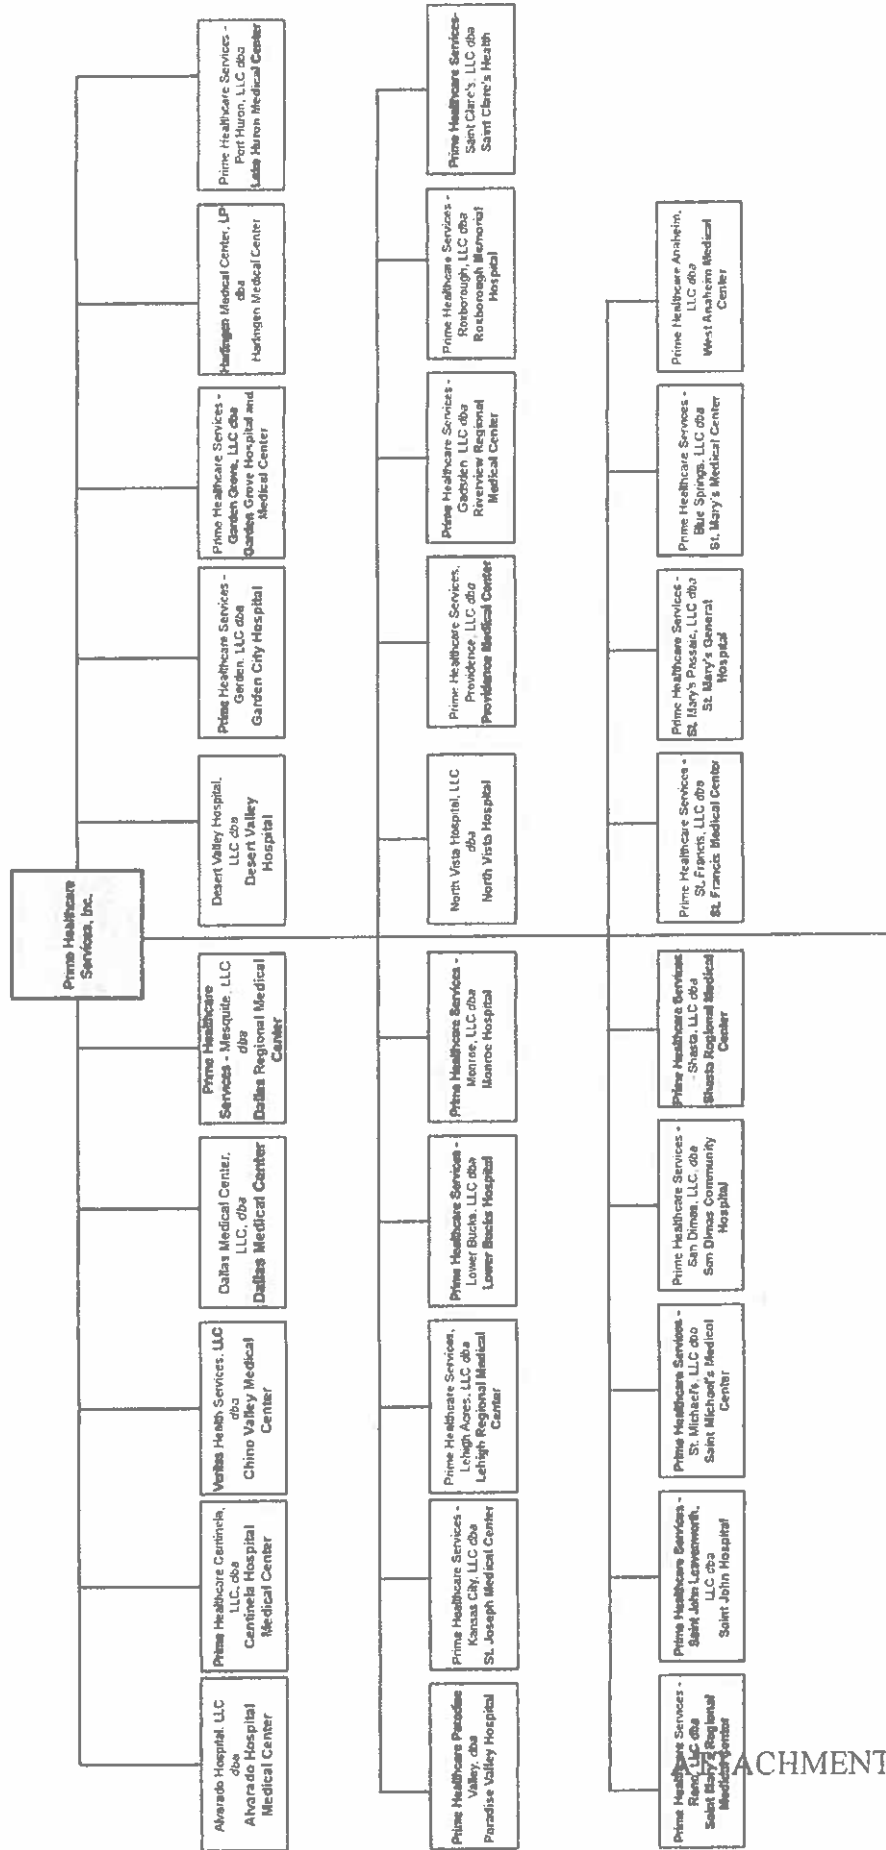 Prime Healthcare
Services, Inc.
Alvarado Hospital, LLC
dba
Alvarado Hospital
Medical Center
Prime Healthcare Centinela,
LLC, dba
Centinela Hospital
Medical Center
Veritas Health Services, LLC
dba
Chino Valley Medical
Center
Dallas Medical Center,
LLC, dba
Dallas Medical Center
Prime Healthcare
Services - Mesquite, LLC
dba
Dallas Regional Medical
Center
Desert Valley Hospital,
LLC dba
Desert Valley
Hospital
Prime Healthcare Services -
Garden, LLC dba
Garden City Hospital
Prime Healthcare Services -
Garden Grove, LLC dba
Garden Grove Hospital and
Medical Center
Harlingen Medical Center, LP
dba
Harlingen Medical Center
Prime Healthcare Services -
Port Huron, LLC dba
Lake Huron Medical Center
Prime Healthcare Paradise
Valley, dba
Paradise Valley Hospital
Prime Healthcare Services -
Kansas City, LLC dba
St. Joseph Medical Center
Prime Healthcare Services,
Lehigh Acres, LLC dba
Lehigh Regional Medical
Center
Prime Healthcare Services -
Lower Bucks, LLC dba
Lower Bucks Hospital
Prime Healthcare Services -
Monroe, LLC dba
Monroe Hospital
North Vista Hospital, LLC
dba
North Vista Hospital
Prime Healthcare Services,
Providence, LLC dba
Providence Medical Center
Prime Healthcare Services -
Gadsden, LLC dba
Riverview Regional
Medical Center
Prime Healthcare Services -
Roxborough, LLC dba
Roxborough Memorial
Hospital
Prime Healthcare Services-
Saint Clare's, LLC dba
Saint Clare's Health
Prime Healthcare Services -
Reno, LLC dba
Saint Mary's Regional
Medical Center
Prime Healthcare Services -
Saint John Leavenworth,
LLC dba
Saint John Hospital
Prime Healthcare Services -
St. Michael's, LLC dba
Saint Michael's Medical
Center
Prime Healthcare Services -
San Dimas, LLC, dba
San Dimas Community
Hospital
Prime Healthcare Services
- Shasta, LLC dba
Shasta Regional Medical
Center
Prime Healthcare Services -
St. Francis, LLC dba
St. Francis Medical Center
Prime Healthcare Services -
St. Mary's Passaic, LLC dba
St. Mary's General
Hospital
Prime Healthcare Services -
Blue Springs, LLC dba
St. Mary's Medical Center
Prime Healthcare Anaheim,
LLC dba
West Anaheim Medical
Center
ATTACHMENT